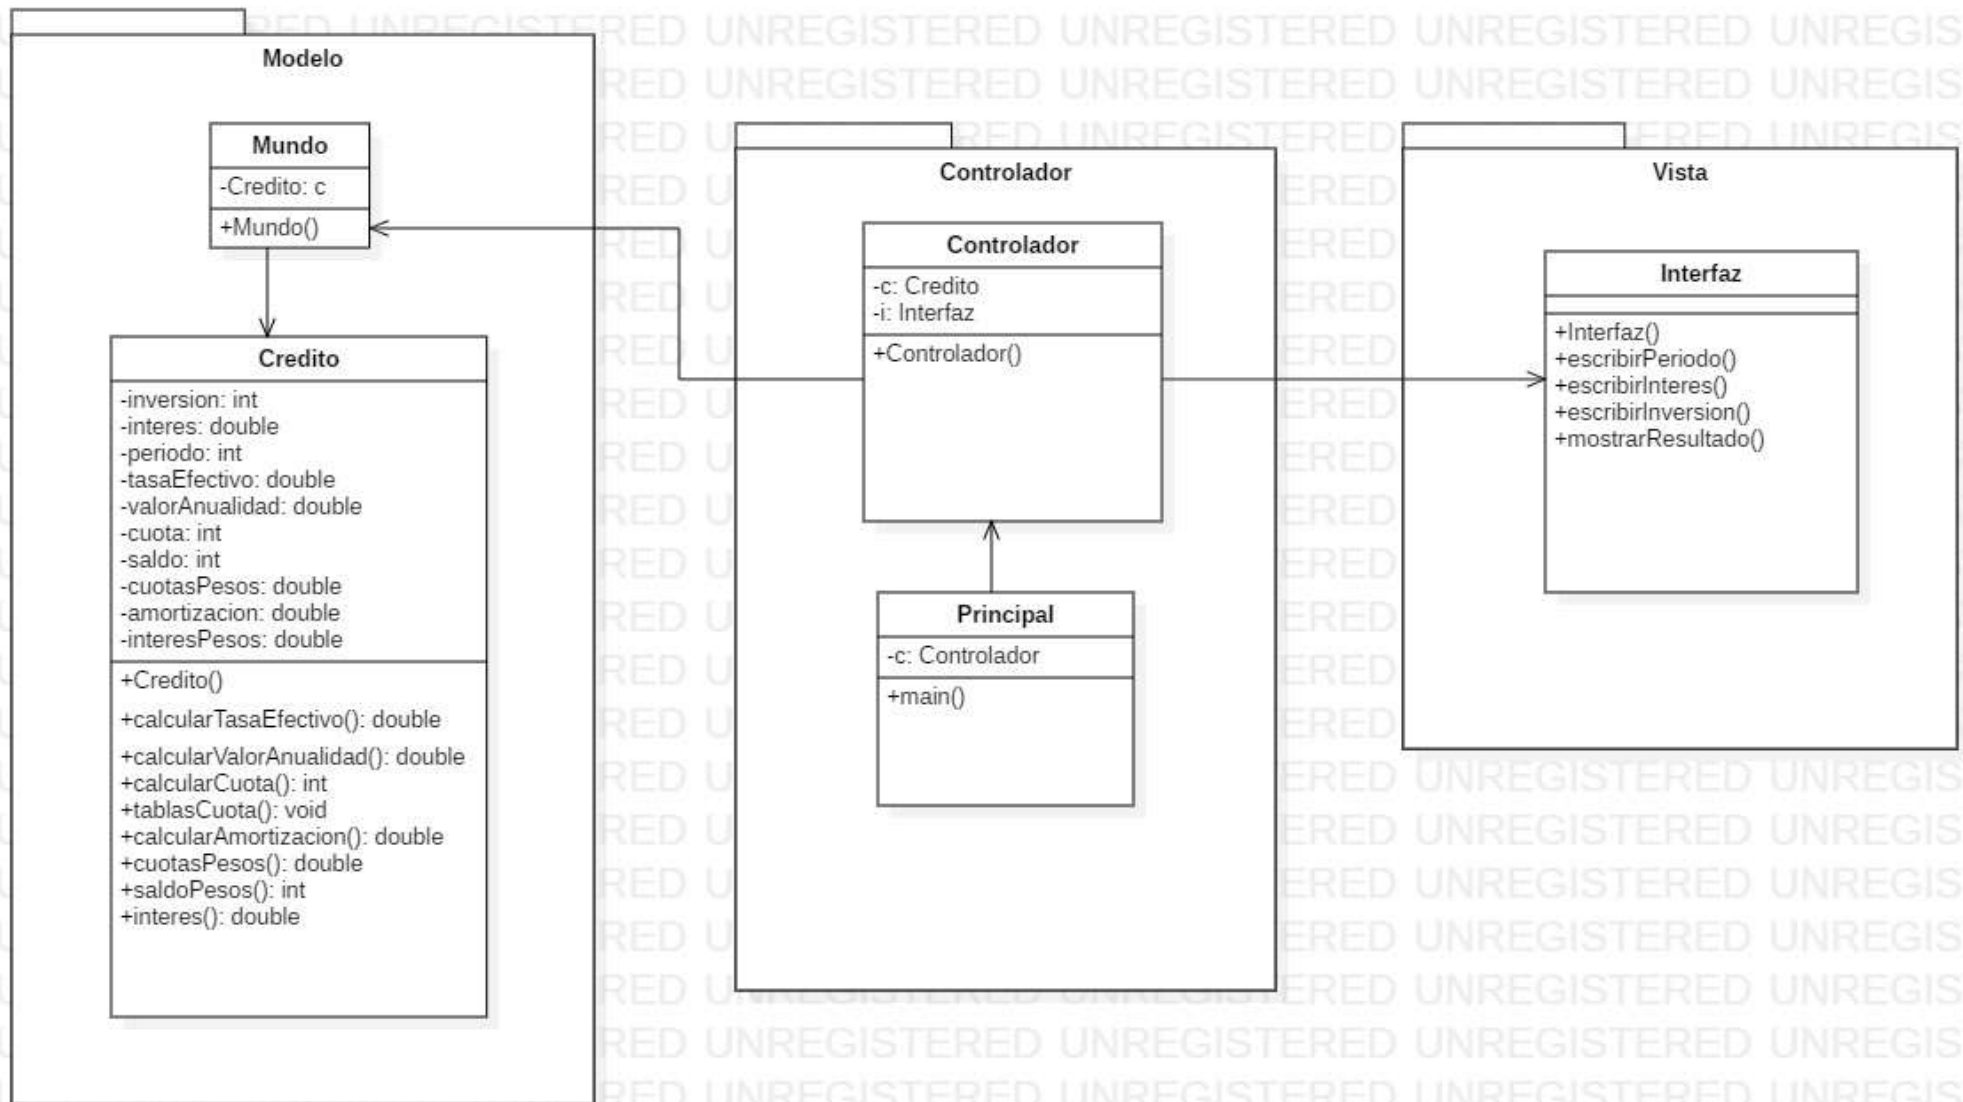 Modelo
Mundo
-Credito: c
+Mundo()
Credito
-inversion: int
-interes: double
-periodo: int
-tasaEfectivo: double
-valorAnualidad: double
-cuota: int
-saldo: int
-cuotasPesos: double
-amortizacion: double
-interesPesos: double
+Credito()
+calcularTasaEfectivo(): double
+calcularValorAnualidad(): double
+calcularCuota(): int
+tablasCuota(): void
+calcularAmortizacion(): double
+cuotasPesos(): double
+saldoPesos(): int
+interes(): double
Controlador
Controlador
-c: Credito
-i: Interfaz
+Controlador()
Principal
-c: Controlador
+main()
Vista
Interfaz
+Interfaz()
+escribirPeriodo()
+escribirInteres()
+escribirInversion()
+mostrarResultado()
UNREGISTERED UNREGISTERED UNREGISTERED